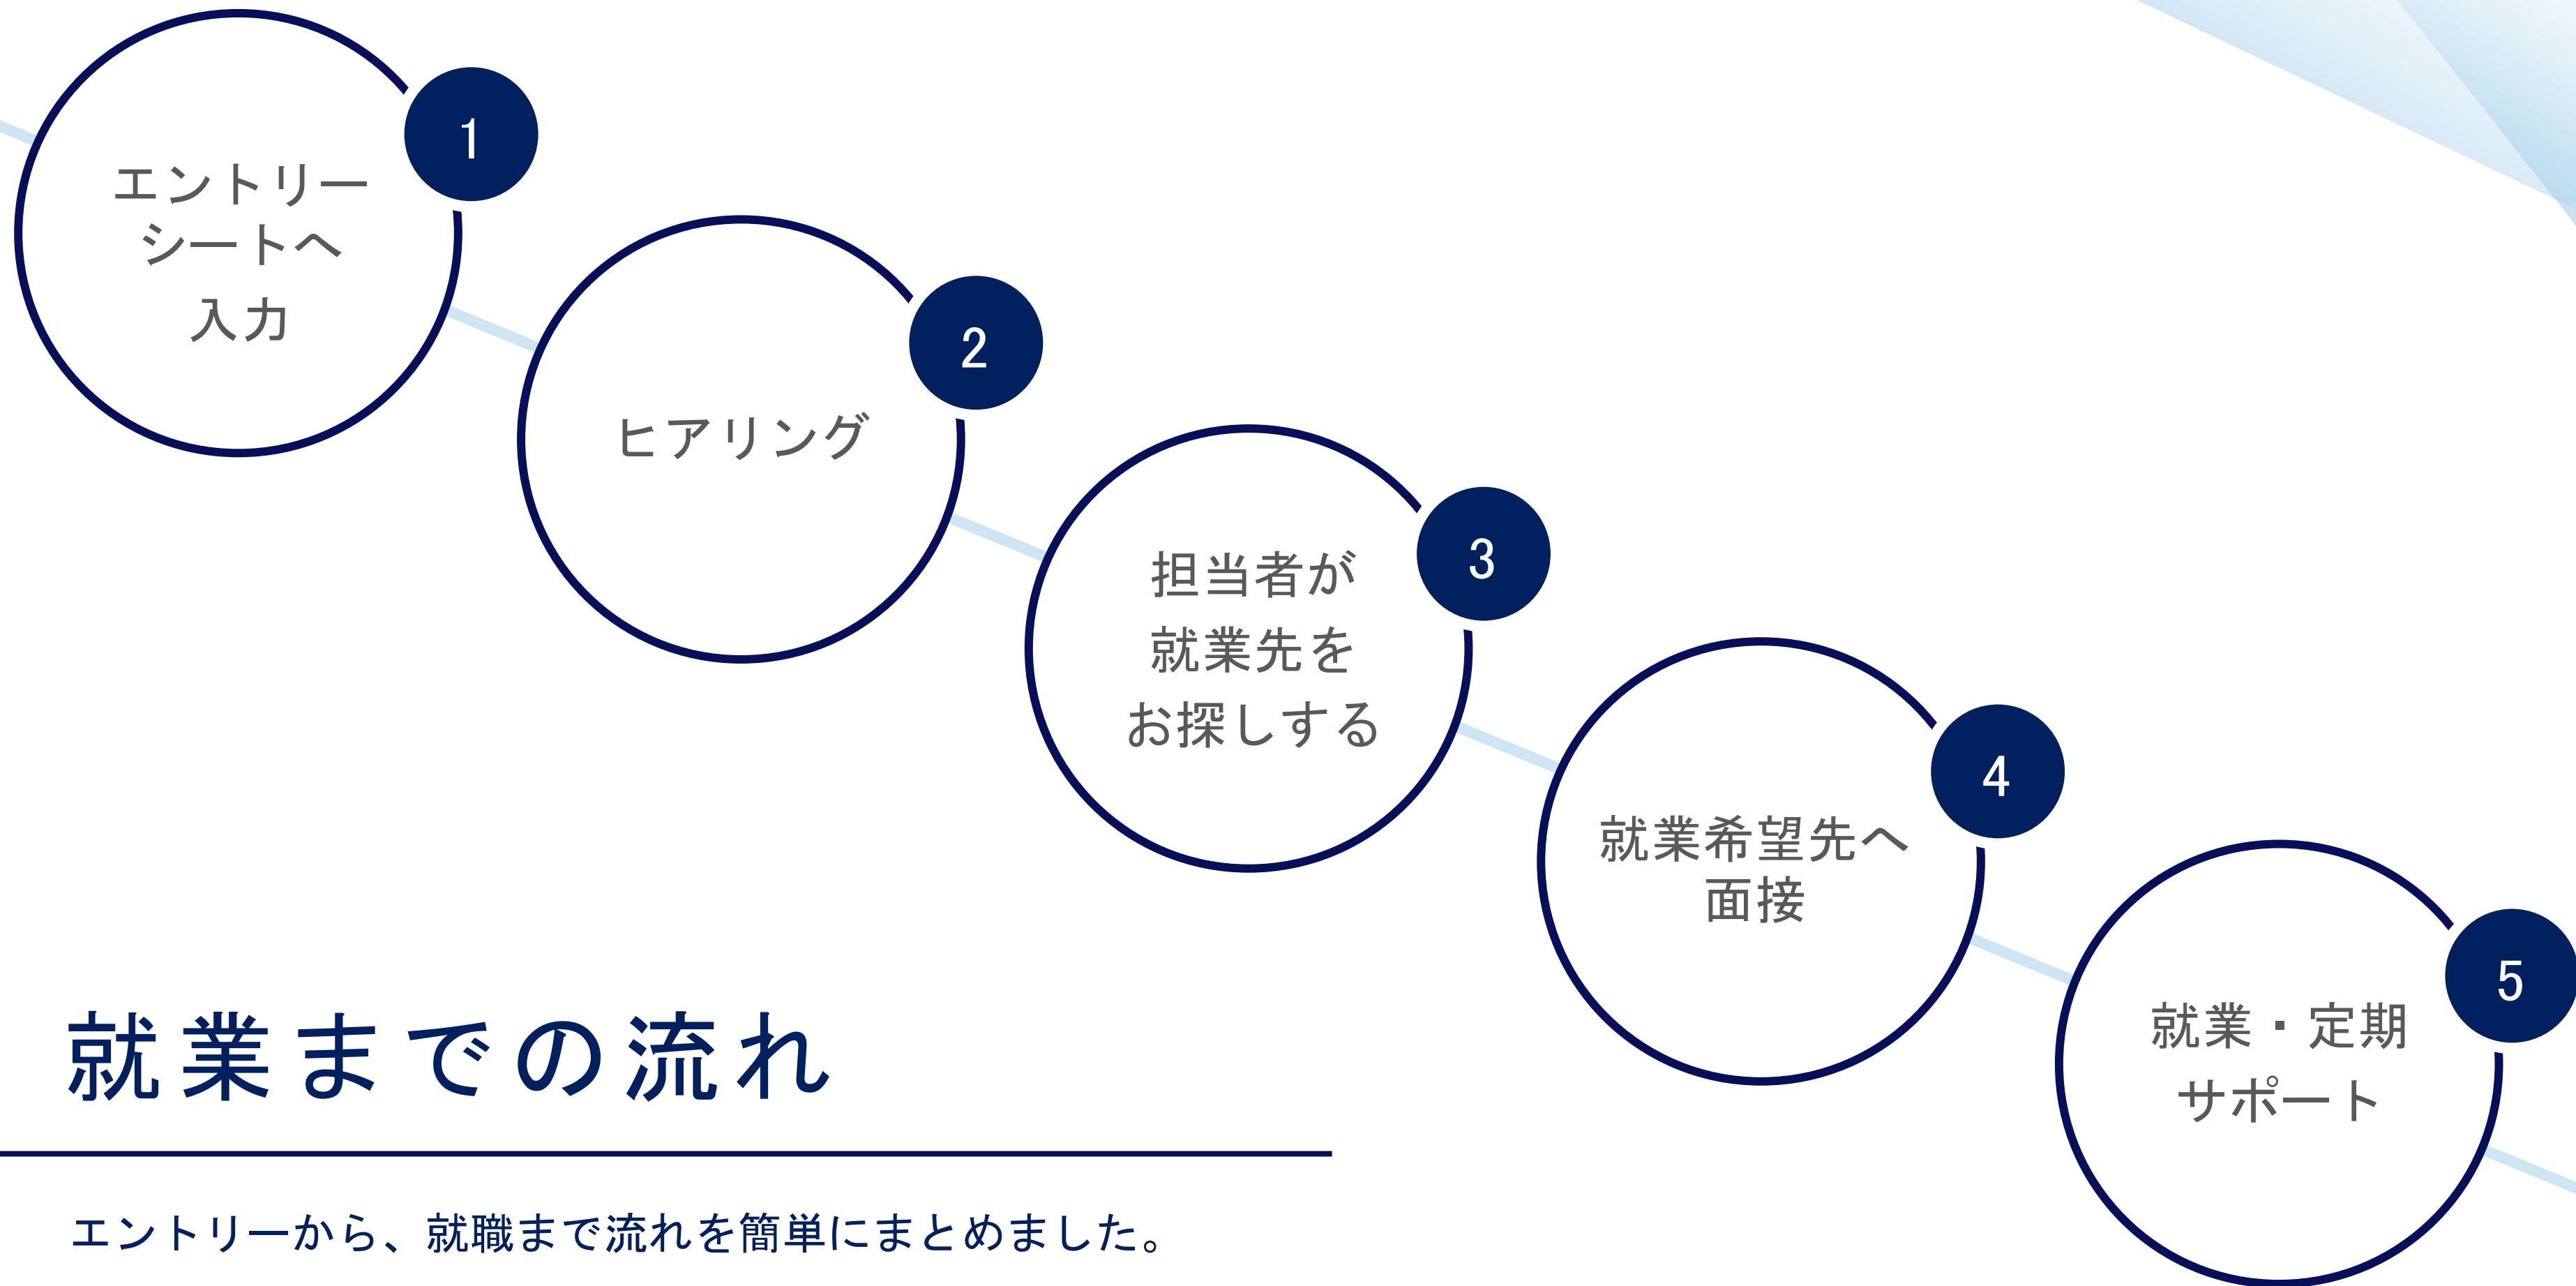 1
エントリー
シートへ
入力
2
ヒアリング
3
担当者が
就業先を
お探しする
4
就業希望先へ
面接
5
就業・定期
サポート
就業までの流れ
エントリーから、就職まで流れを簡単にまとめました。